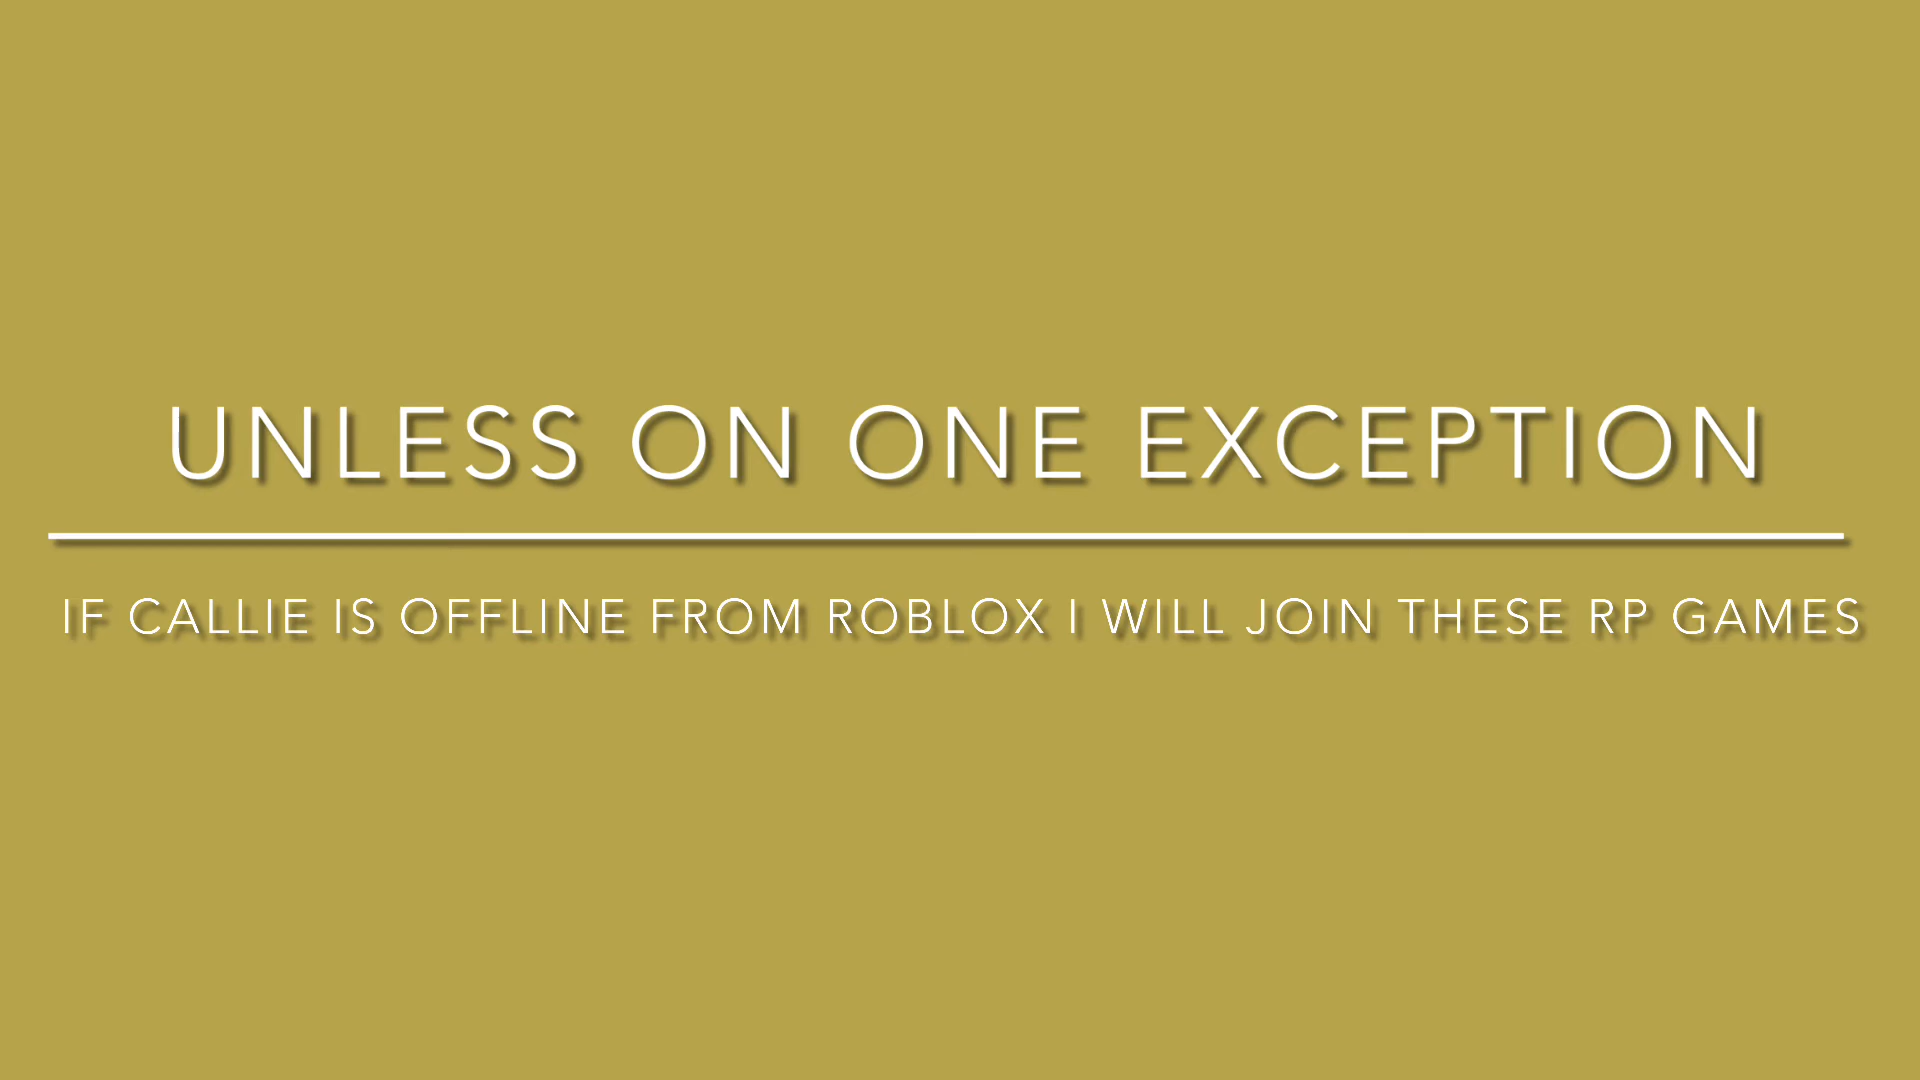 UNLESS ON ONE EXCEPTION
IF CALLIE IS OFFLINE FROM ROBLOX I WILL JOIN THESE RP GAMES